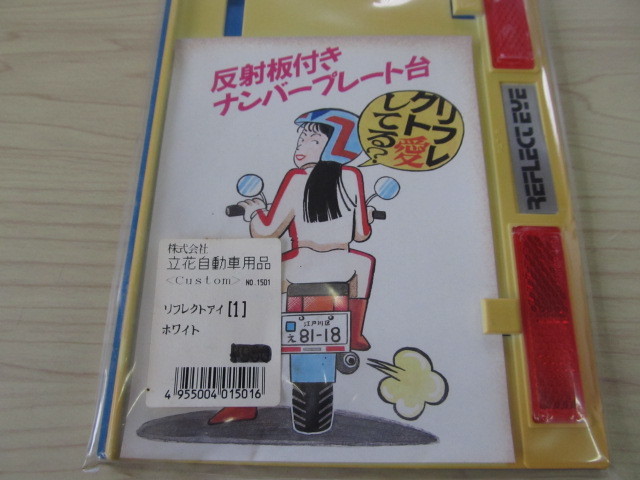 反射板付き
ナンバープレート台
リフレ
クト愛
してる?
REFLECT EYE
株式会社
立花自動車用品
<Custom> NO.1501
リフレクトアイ[1]
ホワイト
江戸川区
え 81-18
4 955004 015016